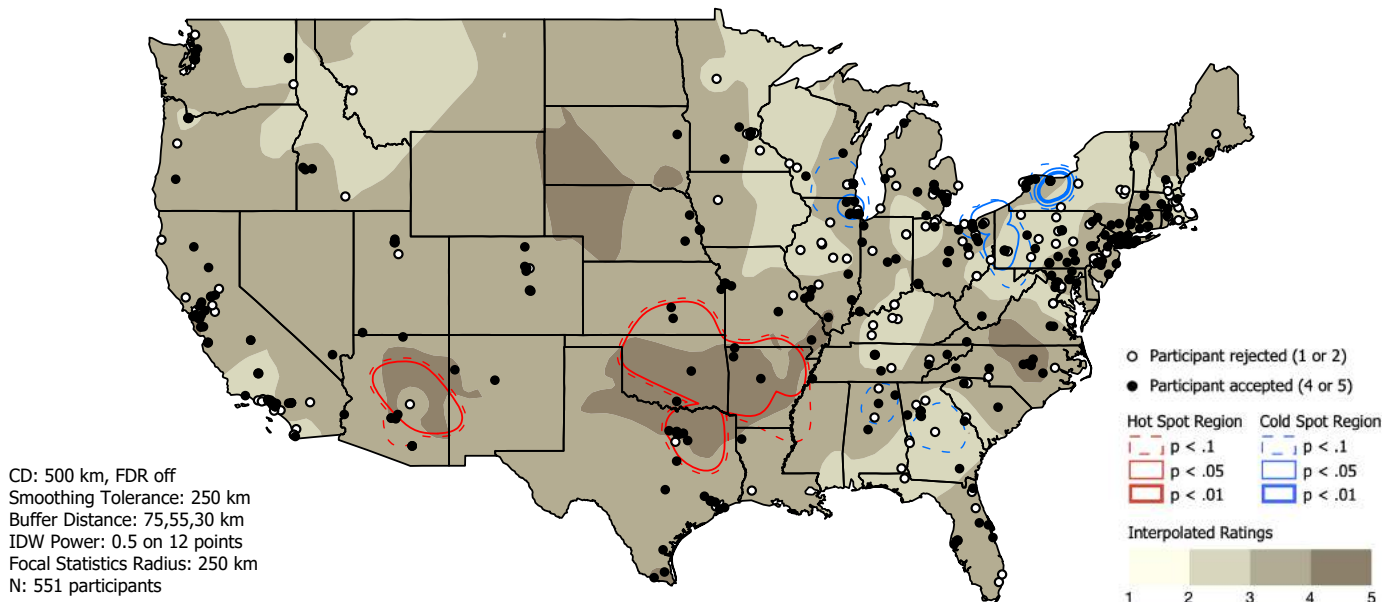 CD: 500 km, FDR off
Smoothing Tolerance: 250 km
Buffer Distance: 75,55,30 km
IDW Power: 0.5 on 12 points
Focal Statistics Radius: 250 km
N: 551 participants
Participant rejected (1 or 2)
Participant accepted (4 or 5)
Hot Spot Region
p < .1
p < .05
p < .01
Cold Spot Region
p < .1
p < .05
p < .01
Interpolated Ratings
1 2 3 4 5